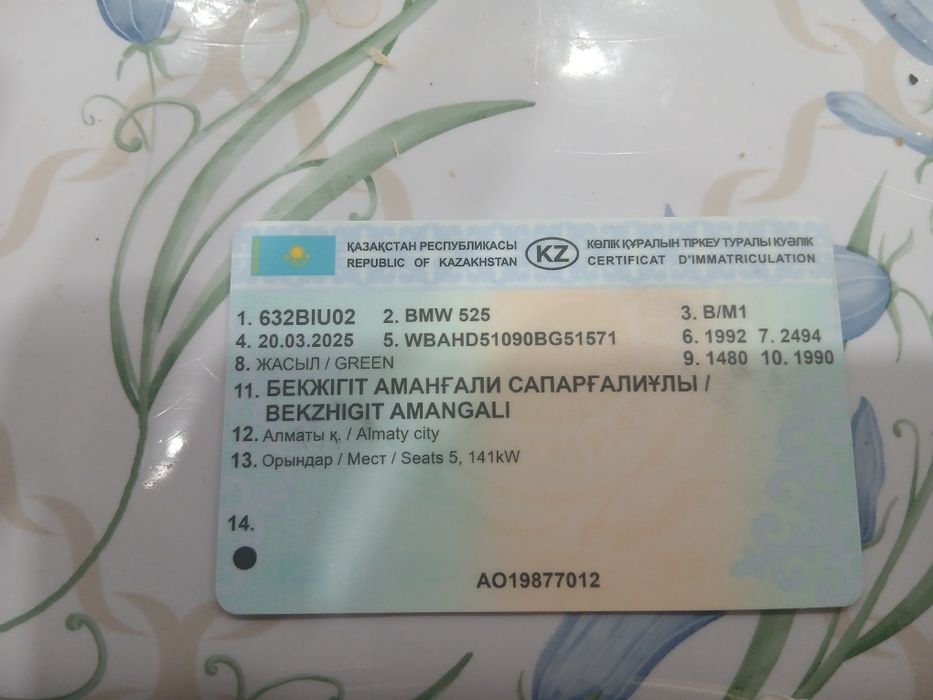 ҚАЗАҚСТАН РЕСПУБЛИКАСЫ KZ КӨЛІК ҚҰРАЛЫН ТІРКЕУ ТУРАЛЫ КУӘЛІК
REPUBLIC OF KAZAKHSTAN CERTIFICAT D'IMMATRICULATION
1. 632BIU02 2. BMW 525 3. B/M1
4. 20.03.2025 5. WBAHD51090BG51571 6. 1992 7. 2494
8. ЖАСЫЛ / GREEN 9. 1480 10. 1990
11. БЕКЖІГІТ АМАНҒАЛИ САПАРҒАЛИҰЛЫ /
BEKZHIGIT AMANGALI
12. Алматы қ. / Almaty city
13. Орындар / Мест / Seats 5, 141kW
14.
AO19877012